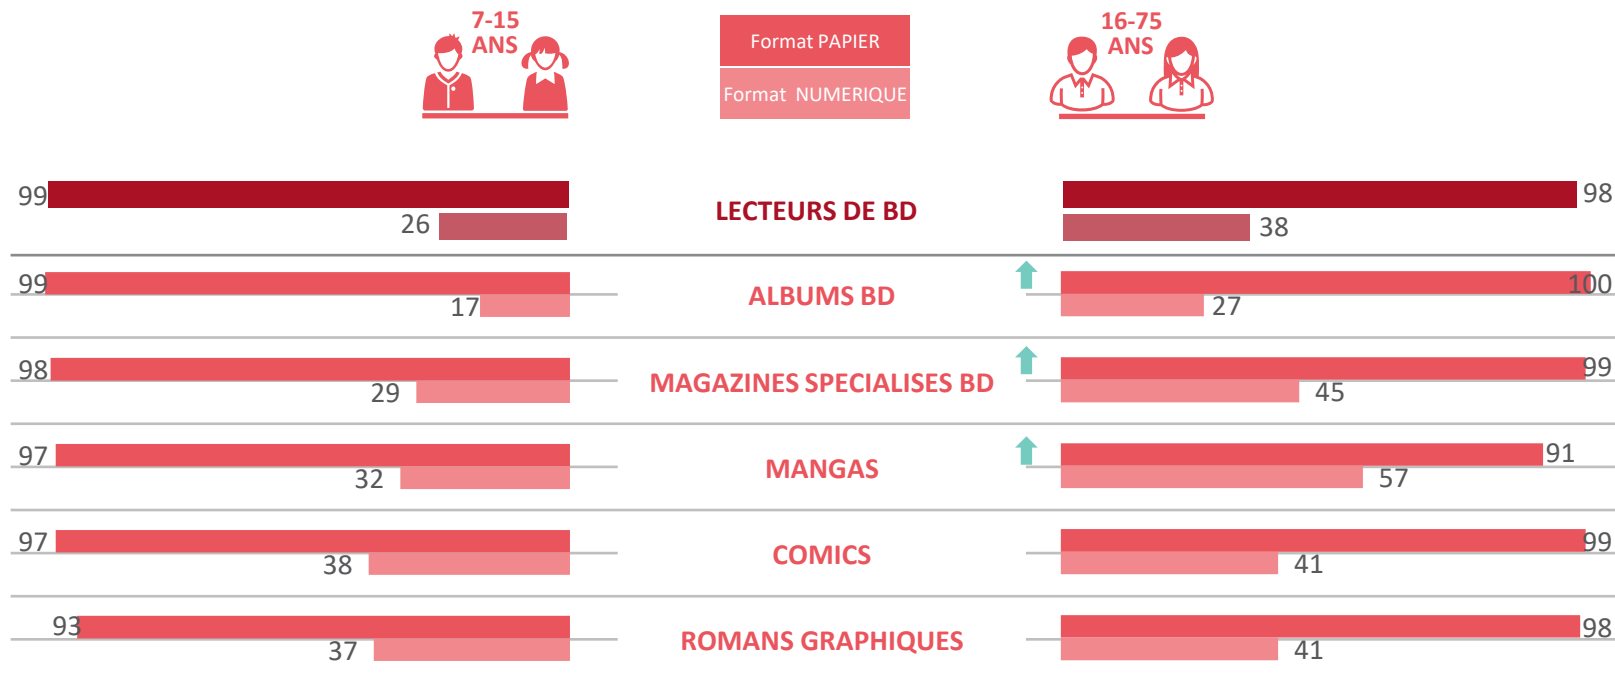 7-15
ANS
Format PAPIER
Format NUMERIQUE
16-75
ANS
99
26
LECTEURS DE BD
98
38
99
17
ALBUMS BD
100
27
98
29
MAGAZINES SPECIALISES BD
99
45
97
32
MANGAS
91
57
97
38
COMICS
99
41
93
37
ROMANS GRAPHIQUES
98
41